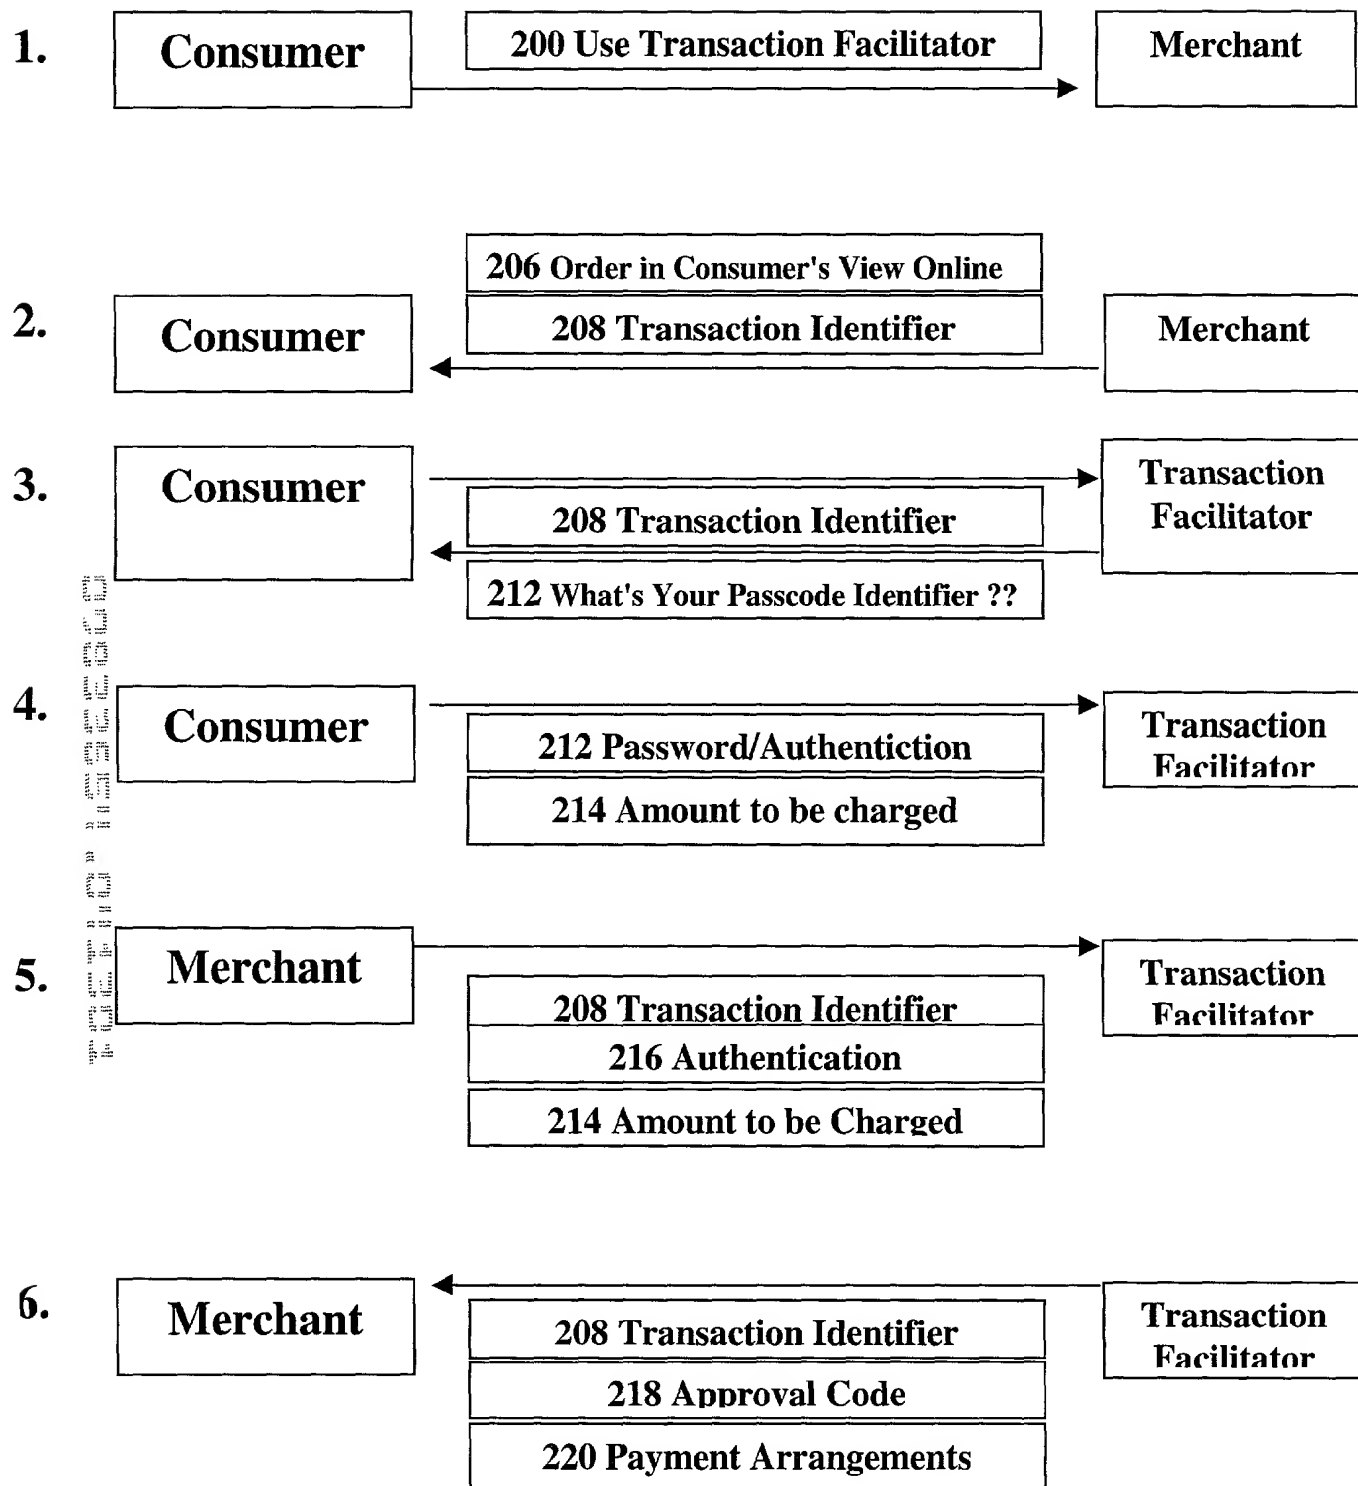 1.
Consumer
200 Use Transaction Facilitator
Merchant
2.
Consumer
206 Order in Consumer's View Online
208 Transaction Identifier
Merchant
3.
Consumer
208 Transaction Identifier
212 What's Your Passcode Identifier ??
Transaction
Facilitator
4.
Consumer
212 Password/Authentiction
214 Amount to be charged
Transaction
Facilitator
5.
Merchant
208 Transaction Identifier
216 Authentication
214 Amount to be Charged
Transaction
Facilitator
6.
Merchant
208 Transaction Identifier
218 Approval Code
220 Payment Arrangements
Transaction
Facilitator